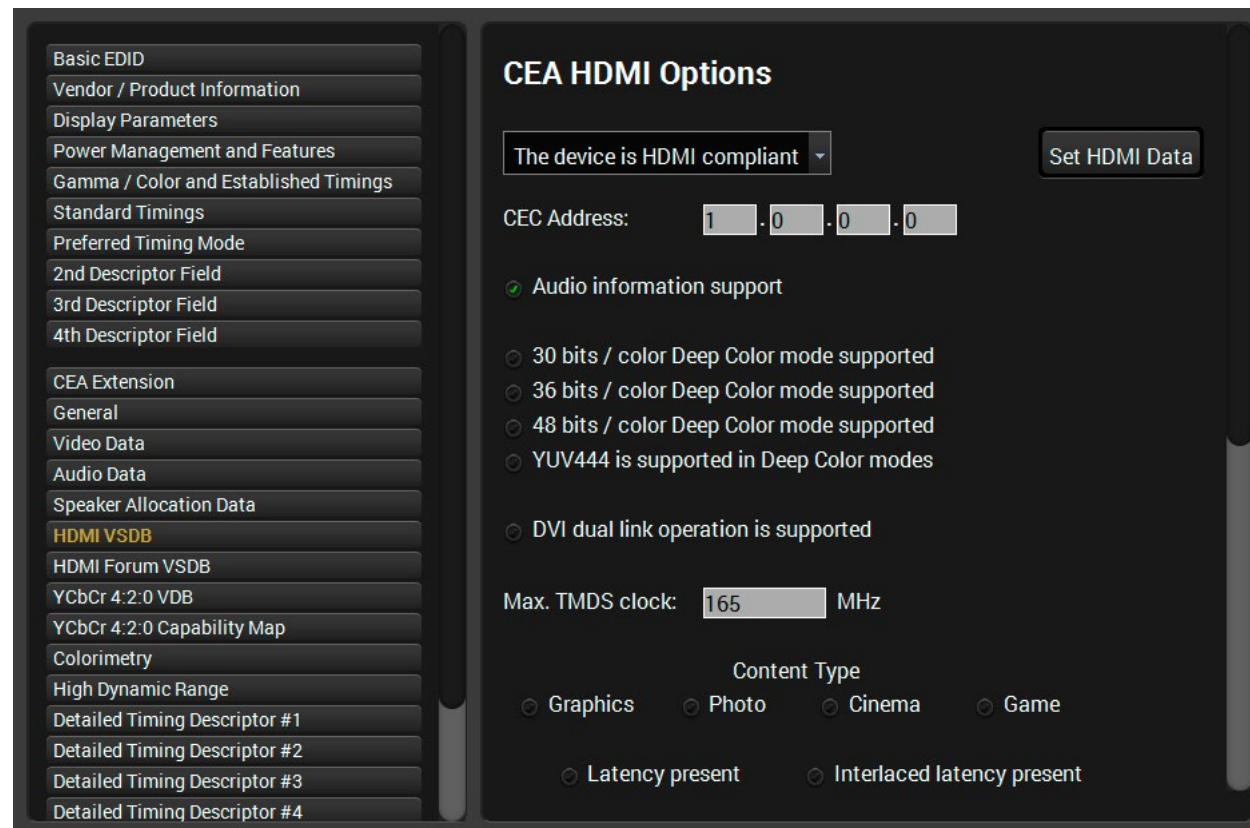 Basic EDID
Vendor / Product Information
Display Parameters
Power Management and Features
Gamma / Color and Established Timings
Standard Timings
Preferred Timing Mode
2nd Descriptor Field
3rd Descriptor Field
4th Descriptor Field
CEA Extension
General
Video Data
Audio Data
Speaker Allocation Data
HDMI VSDB
HDMI Forum VSDB
YCbCr 4:2:0 VDB
YCbCr 4:2:0 Capability Map
Colorimetry
High Dynamic Range
Detailed Timing Descriptor #1
Detailed Timing Descriptor #2
Detailed Timing Descriptor #3
Detailed Timing Descriptor #4
CEA HDMI Options
The device is HDMI compliant Set HDMI Data
CEC Address: 1 . 0 . 0 . 0
Audio information support
30 bits / color Deep Color mode supported
36 bits / color Deep Color mode supported
48 bits / color Deep Color mode supported
YUV444 is supported in Deep Color modes
DVI dual link operation is supported
Max. TMDS clock: 165 MHz
Content Type
Graphics Photo Cinema Game
Latency present Interlaced latency present